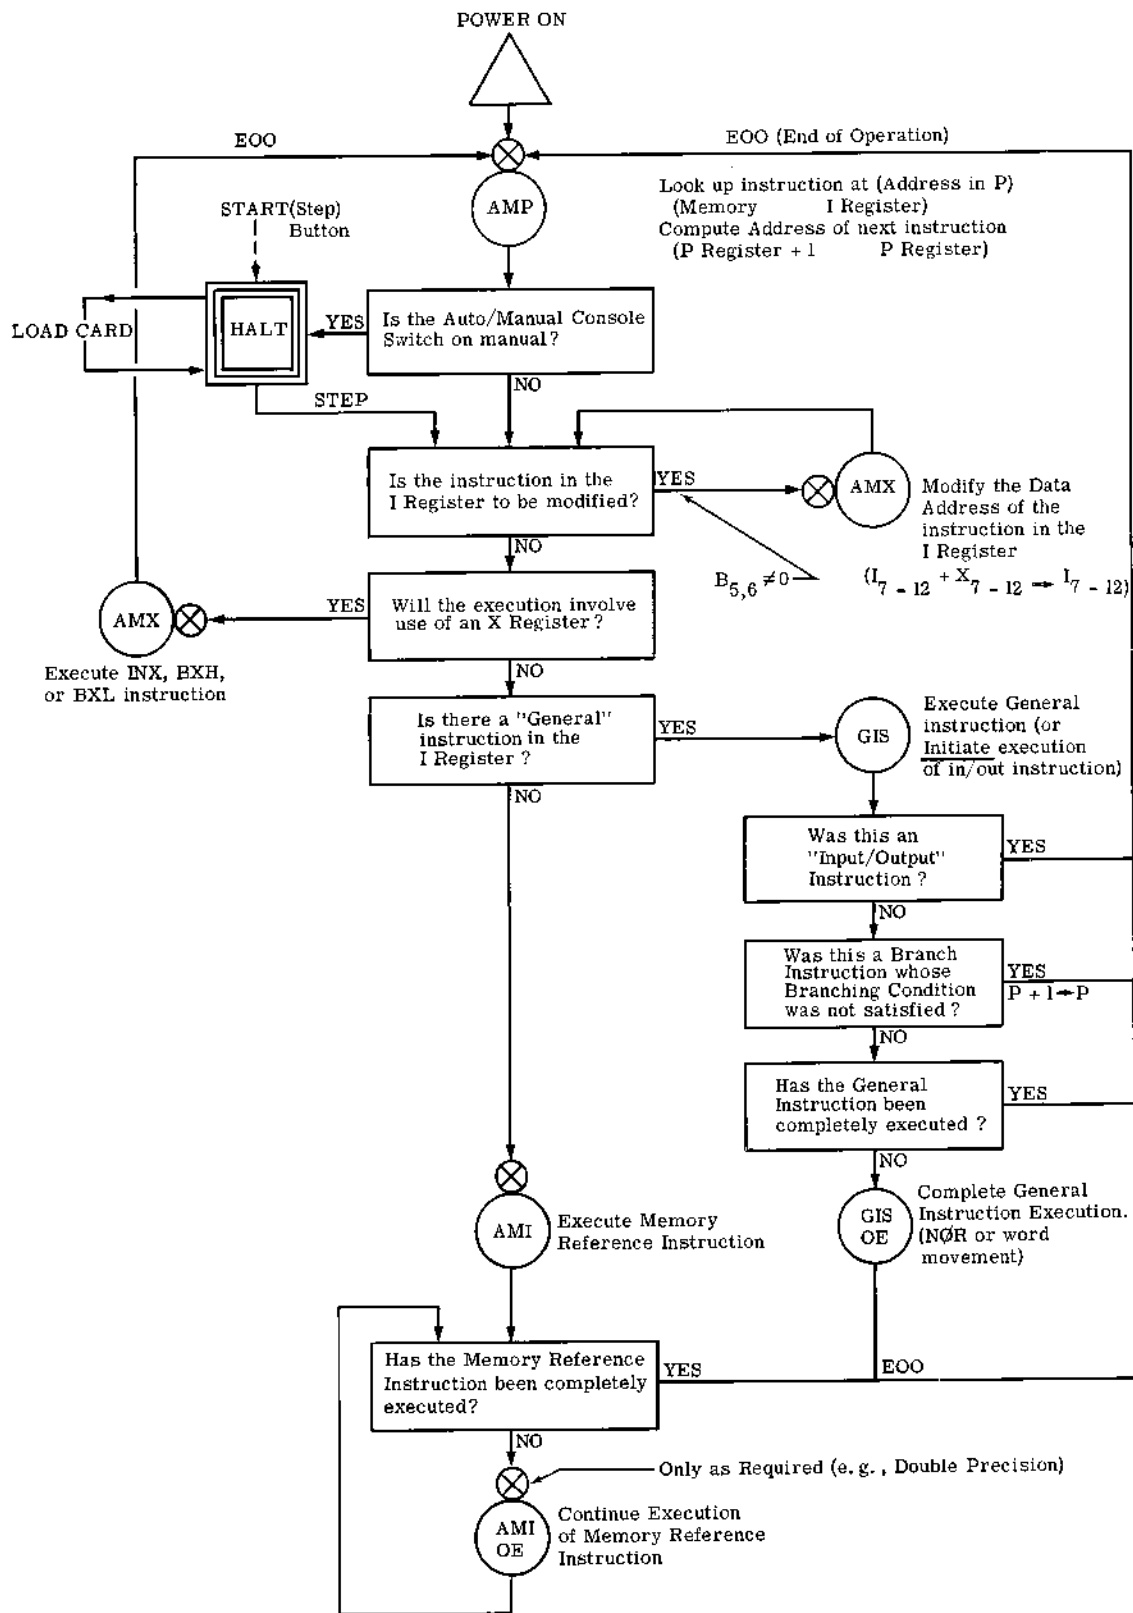 POWER ON
EOO
EOO (End of Operation)
AMP
Look up instruction at (Address in P)
(Memory I Register)
Compute Address of next instruction
(P Register + 1 P Register)
START(Step)
Button
LOAD CARD
HALT
YES
Is the Auto/Manual Console
Switch on manual?
NO
STEP
Is the instruction in the
I Register to be modified?
YES
AMX
Modify the Data
Address of the
instruction in the
I Register
(I7 - 12 + X7 - 12 → I7 - 12)
B5,6 ≠0
NO
AMX
YES
Will the execution involve
use of an X Register?
Execute INX, BXH,
or BXL instruction
NO
Is there a "General"
instruction in the
I Register ?
YES
GIS
Execute General
instruction (or
Initiate execution
of in/out instruction)
NO
Was this an
"Input/Output"
Instruction ?
YES
NO
Was this a Branch
Instruction whose
Branching Condition
was not satisfied ?
YES
P + 1→P
NO
Has the General
Instruction been
completely executed ?
YES
NO
GIS
OE
Complete General
Instruction Execution.
(NØR or word
movement)
AMI
Execute Memory
Reference Instruction
Has the Memory Reference
Instruction been completely
executed?
YES
EOO
NO
Only as Required (e. g. , Double Precision)
AMI
OE
Continue Execution
of Memory Reference
Instruction